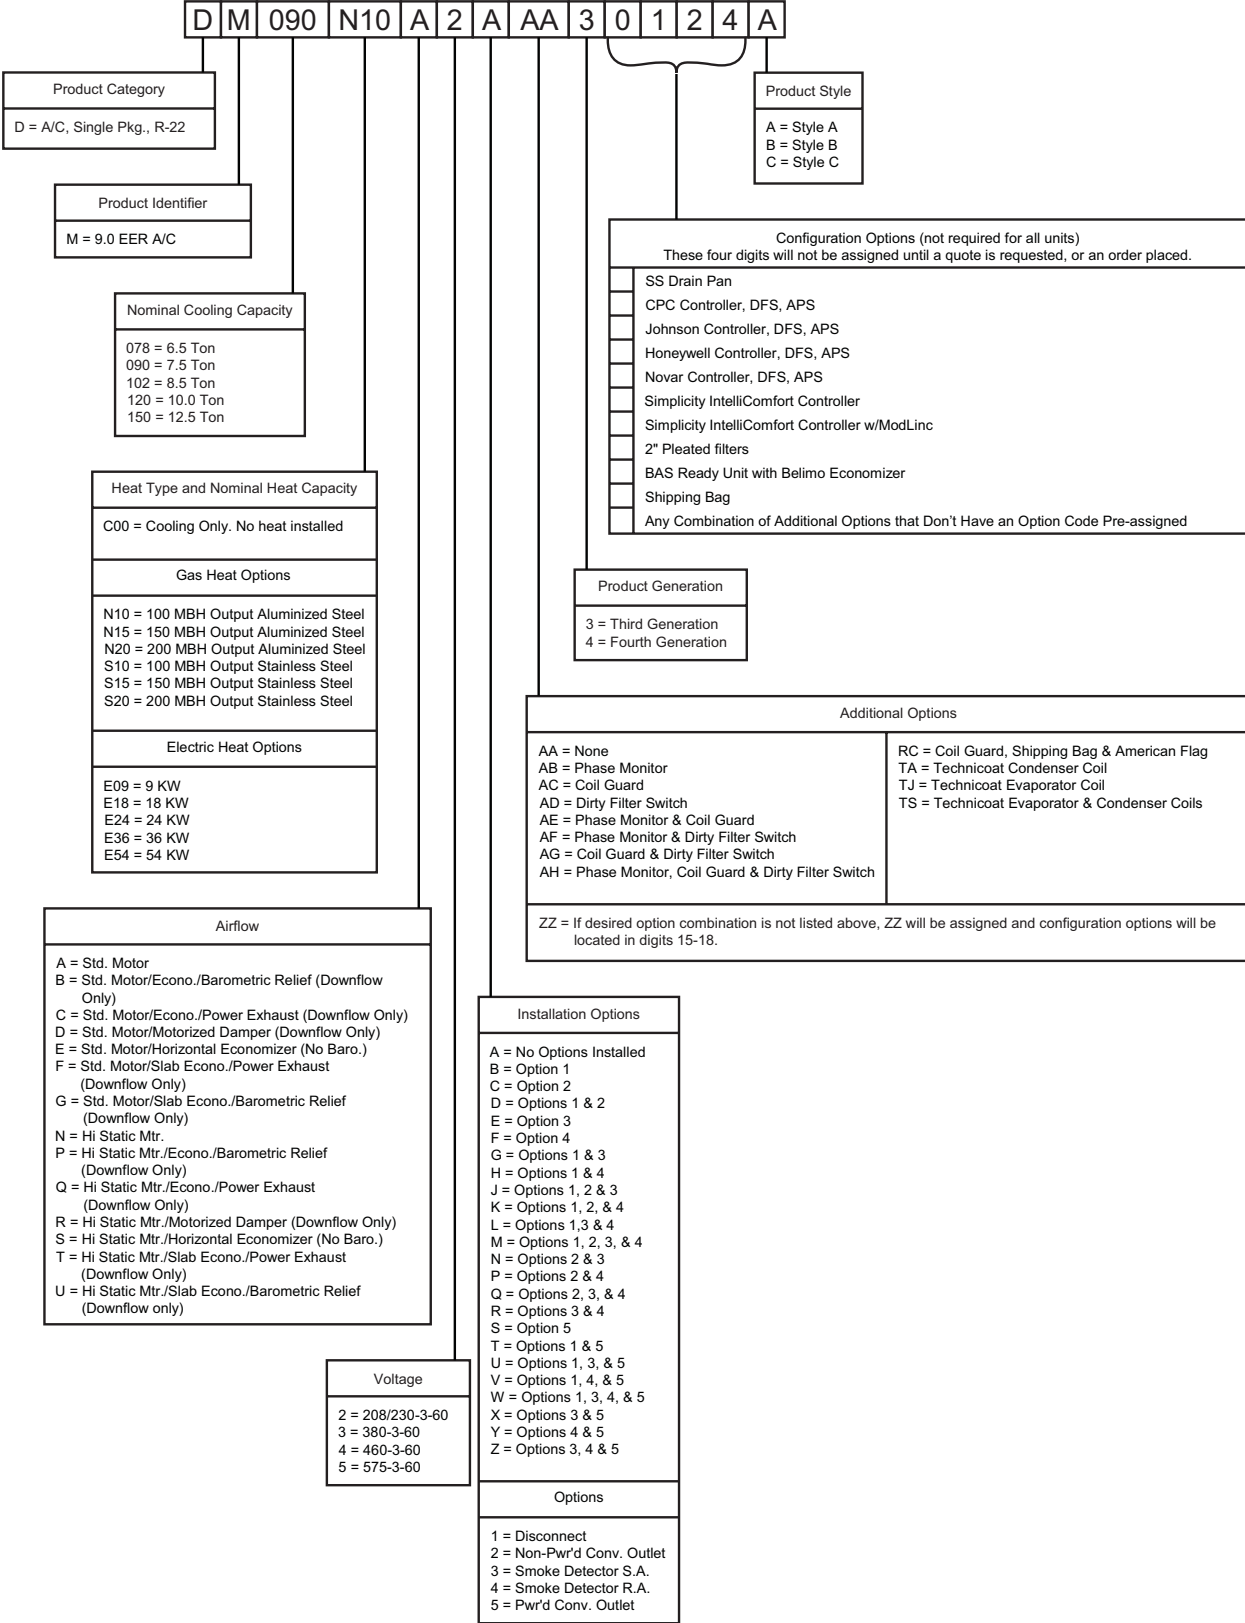 D M 090 N10 A 2 A AA 3 0 1 2 4 A
Product Category
D = A/C, Single Pkg., R-22
Product Style
A = Style A
B = Style B
C = Style C
Product Identifier
M = 9.0 EER A/C
Configuration Options (not required for all units)
These four digits will not be assigned until a quote is requested, or an order placed.
SS Drain Pan
CPC Controller, DFS, APS
Johnson Controller, DFS, APS
Honeywell Controller, DFS, APS
Novar Controller, DFS, APS
Simplicity IntelliComfort Controller
Simplicity IntelliComfort Controller w/ModLinc
2" Pleated filters
BAS Ready Unit with Belimo Economizer
Shipping Bag
Any Combination of Additional Options that Don't Have an Option Code Pre-assigned
Nominal Cooling Capacity
078 = 6.5 Ton
090 = 7.5 Ton
102 = 8.5 Ton
120 = 10.0 Ton
150 = 12.5 Ton
Heat Type and Nominal Heat Capacity
C00 = Cooling Only. No heat installed
Gas Heat Options
N10 = 100 MBH Output Aluminized Steel
N15 = 150 MBH Output Aluminized Steel
N20 = 200 MBH Output Aluminized Steel
S10 = 100 MBH Output Stainless Steel
S15 = 150 MBH Output Stainless Steel
S20 = 200 MBH Output Stainless Steel
Electric Heat Options
E09 = 9 KW
E18 = 18 KW
E24 = 24 KW
E36 = 36 KW
E54 = 54 KW
Product Generation
3 = Third Generation
4 = Fourth Generation
Additional Options
AA = None
AB = Phase Monitor
AC = Coil Guard
AD = Dirty Filter Switch
AE = Phase Monitor & Coil Guard
AF = Phase Monitor & Dirty Filter Switch
AG = Coil Guard & Dirty Filter Switch
AH = Phase Monitor, Coil Guard & Dirty Filter Switch
RC = Coil Guard, Shipping Bag & American Flag
TA = Technicoat Condenser Coil
TJ = Technicoat Evaporator Coil
TS = Technicoat Evaporator & Condenser Coils
ZZ = If desired option combination is not listed above, ZZ will be assigned and configuration options will be
located in digits 15-18.
Airflow
A = Std. Motor
B = Std. Motor/Econo./Barometric Relief (Downflow
Only)
C = Std. Motor/Econo./Power Exhaust (Downflow Only)
D = Std. Motor/Motorized Damper (Downflow Only)
E = Std. Motor/Horizontal Economizer (No Baro.)
F = Std. Motor/Slab Econo./Power Exhaust
(Downflow Only)
G = Std. Motor/Slab Econo./Barometric Relief
(Downflow Only)
N = Hi Static Mtr.
P = Hi Static Mtr./Econo./Barometric Relief
(Downflow Only)
Q = Hi Static Mtr./Econo./Power Exhaust
(Downflow Only)
R = Hi Static Mtr./Motorized Damper (Downflow Only)
S = Hi Static Mtr./Horizontal Economizer (No Baro.)
T = Hi Static Mtr./Slab Econo./Power Exhaust
(Downflow Only)
U = Hi Static Mtr./Slab Econo./Barometric Relief
(Downflow only)
Installation Options
A = No Options Installed
B = Option 1
C = Option 2
D = Options 1 & 2
E = Option 3
F = Option 4
G = Options 1 & 3
H = Options 1 & 4
J = Options 1, 2 & 3
K = Options 1, 2, & 4
L = Options 1,3 & 4
M = Options 1, 2, 3, & 4
N = Options 2 & 3
P = Options 2 & 4
Q = Options 2, 3, & 4
R = Options 3 & 4
S = Option 5
T = Options 1 & 5
U = Options 1, 3, & 5
V = Options 1, 4, & 5
W = Options 1, 3, 4, & 5
X = Options 3 & 5
Y = Options 4 & 5
Z = Options 3, 4 & 5
Voltage
2 = 208/230-3-60
3 = 380-3-60
4 = 460-3-60
5 = 575-3-60
Options
1 = Disconnect
2 = Non-Pwr'd Conv. Outlet
3 = Smoke Detector S.A.
4 = Smoke Detector R.A.
5 = Pwr'd Conv. Outlet